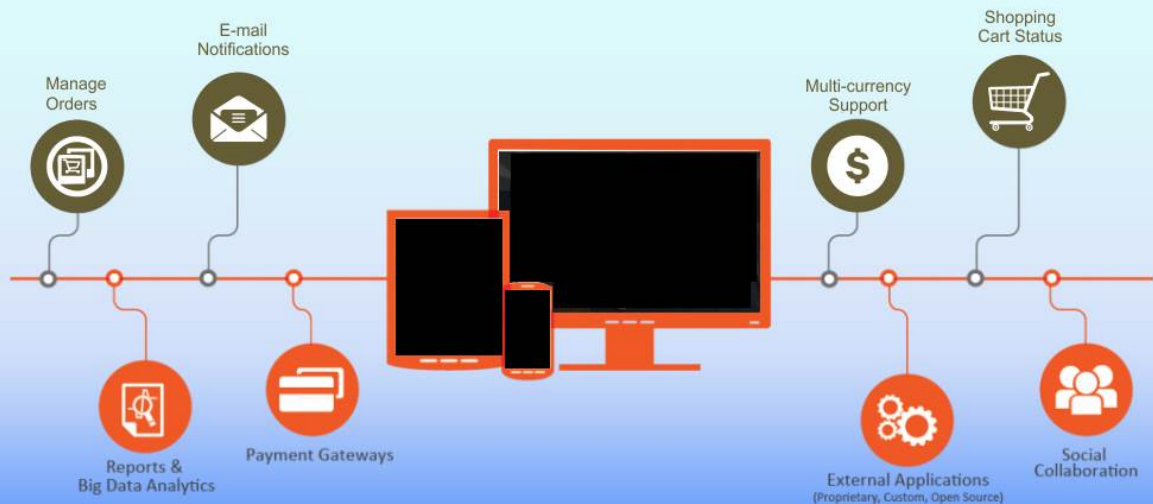 E-mail
Notifications
Manage
Orders
Shopping
Cart Status
Multi-currency
Support
$
Reports &
Big Data Analytics
Payment Gateways
External Applications
(Proprietary, Custom, Open Source)
Social
Collaboration